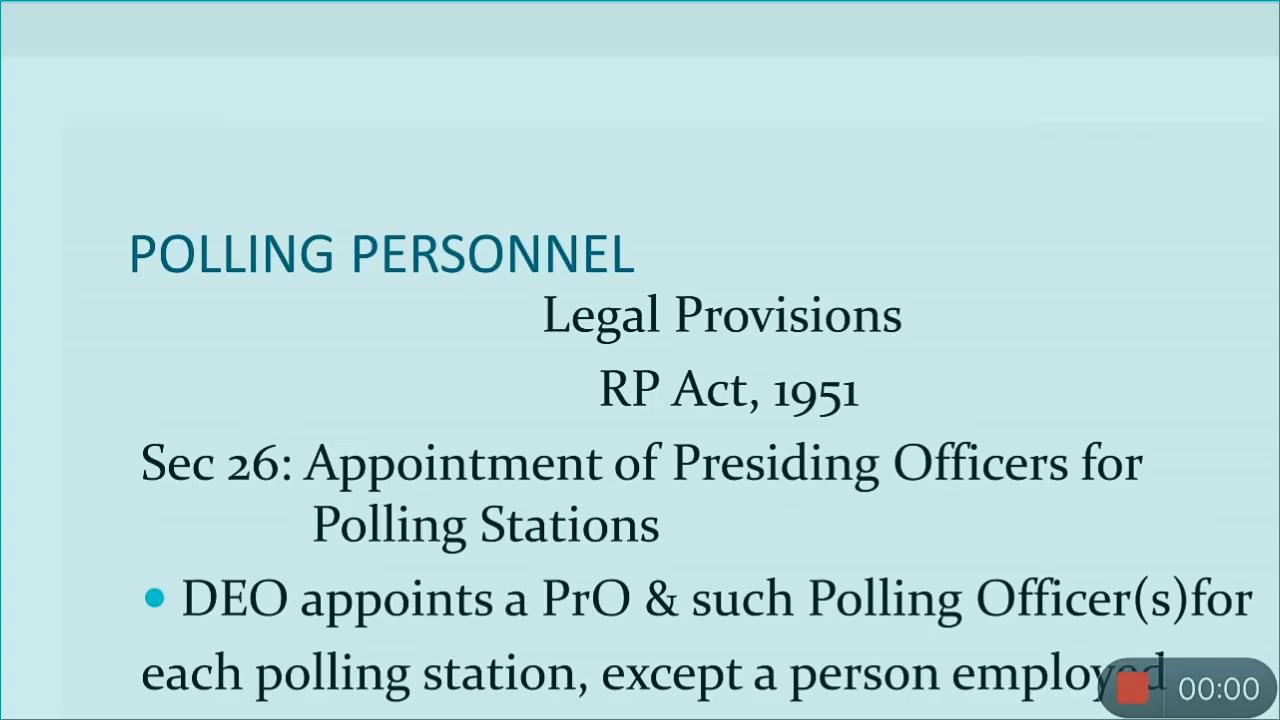 POLLING PERSONNEL
Legal Provisions
RP Act, 1951
Sec 26: Appointment of Presiding Officers for
Polling Stations
• DEO appoints a PrO & such Polling Officer(s)for
each polling station, except a person employed
00:00